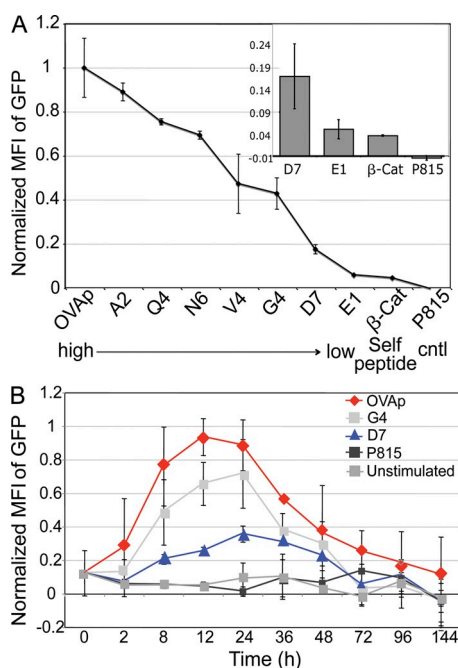 A
Normalized MFI of GFP
1.2
1
0.8
0.6
0.4
0.2
0
0.24
0.19
0.14
0.09
0.04
-0.01
D7 E1 β-Cat P815
OVAp A2 Q4 N6 V4 G4 D7 E1 β-Cat P815
high low Self peptide cntl
B
Normalized MFI of GFP
1.2
1
0.8
0.6
0.4
0.2
0
-0.2
OVAp
G4
D7
P815
Unstimulated
0 2 8 12 24 36 48 72 96 144
Time (h)